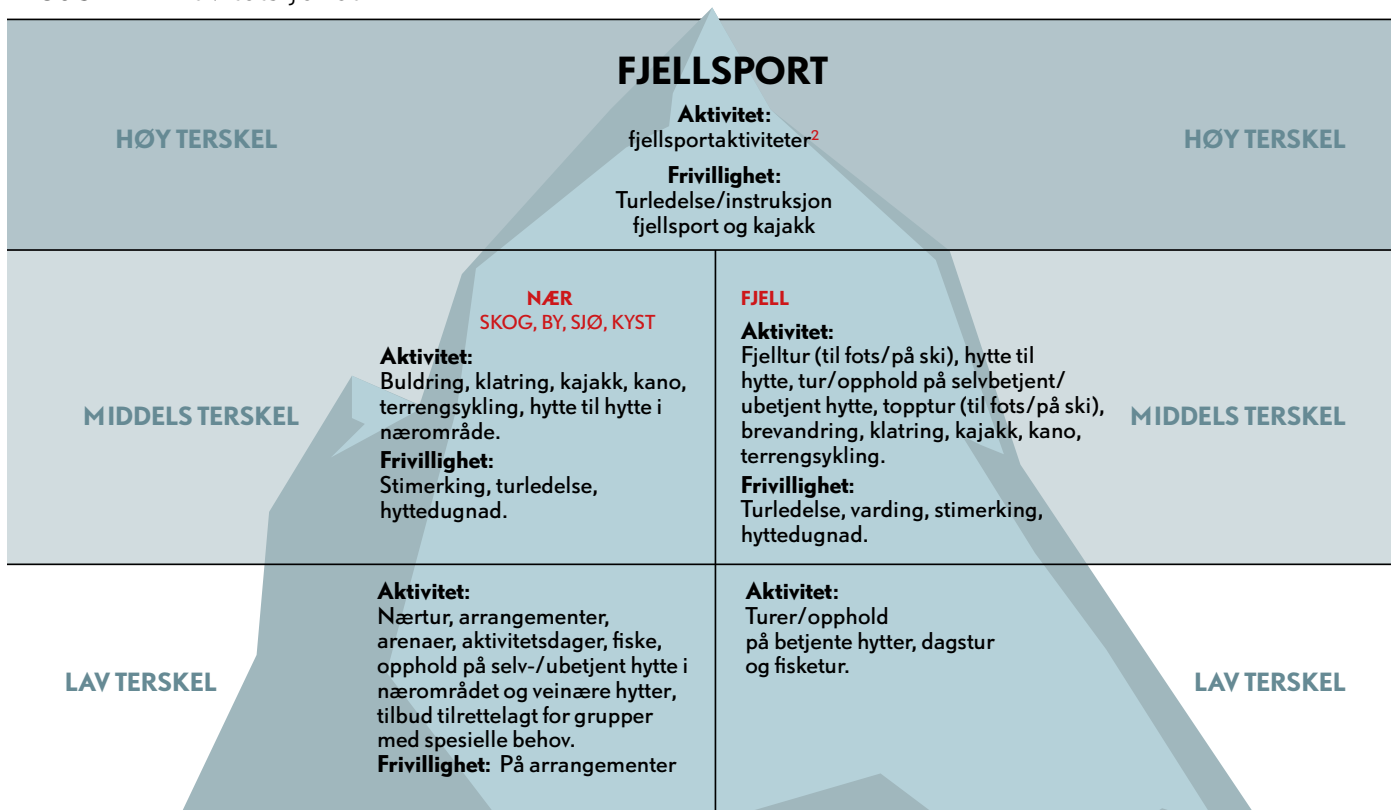 FJELLSPORT
Aktivitet:
fjellsportaktiviteter2
Frivillighet:
Turledelse/instruksjon
fjellsport og kajakk
HØY TERSKEL
HØY TERSKEL
NÆR
SKOG, BY, SJØ, KYST
Aktivitet:
Buldring, klatring, kajakk, kano,
terrengsykling, hytte til hytte i
nærområde.
Frivillighet:
Stimerking, turledelse,
hyttedugnad.
FJELL
Aktivitet:
Fjelltur (til fots/på ski), hytte til
hytte, tur/opphold på selvbetjent/
ubetjent hytte, topptur (til fots/på ski),
brevandring, klatring, kajakk, kano,
terrengsykling.
Frivillighet:
Turledelse, varding, stimerking,
hyttedugnad.
MIDDELS TERSKEL
MIDDELS TERSKEL
Aktivitet:
Nærtur, arrangementer,
arenaer, aktivitetsdager, fiske,
opphold på selv-/ubetjent hytte i
nærområdet og veinære hytter,
tilbud tilrettelagt for grupper
med spesielle behov.
Frivillighet: På arrangementer
Aktivitet:
Turer/opphold
på betjente hytter, dagstur
og fisketur.
LAV TERSKEL
LAV TERSKEL